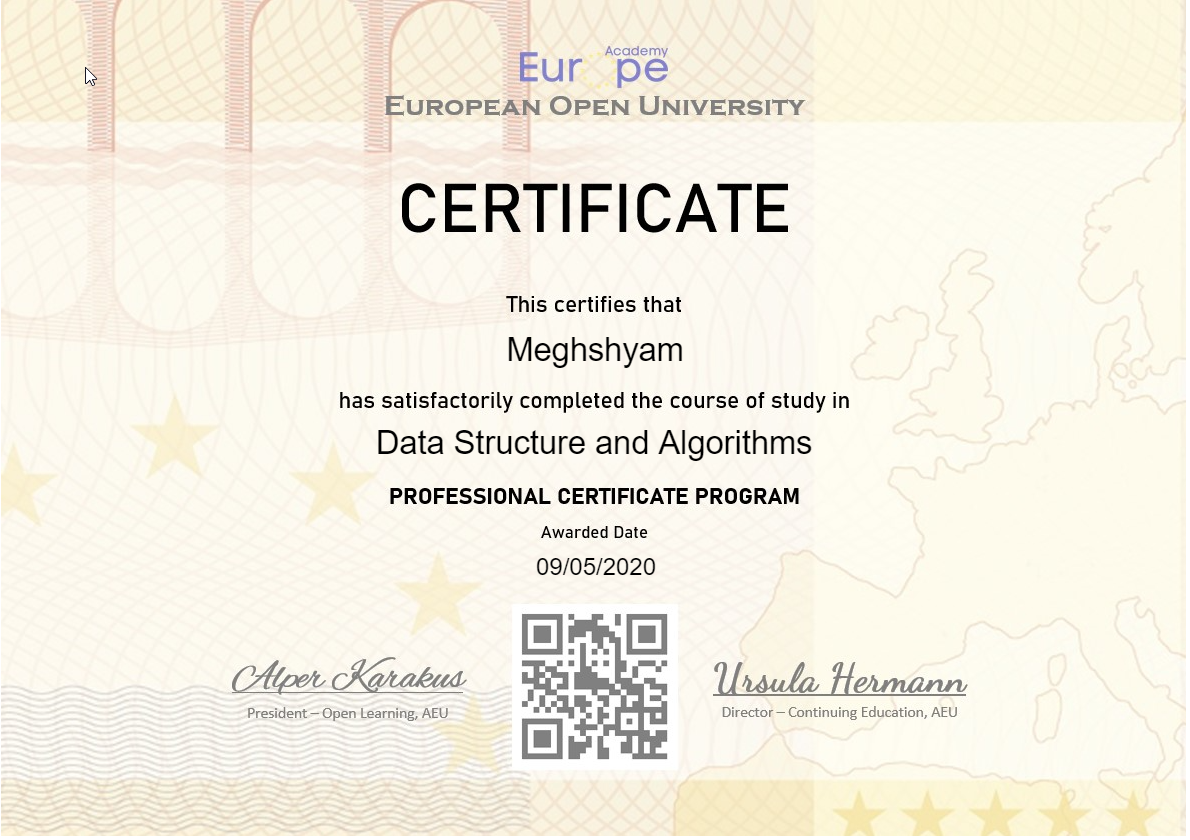 Academy
Europe
EUROPEAN OPEN UNIVERSITY
CERTIFICATE
This certifies that
Meghshyam
has satisfactorily completed the course of study in
Data Structure and Algorithms
PROFESSIONAL CERTIFICATE PROGRAM
Awarded Date
09/05/2020
Alper Karakus
President – Open Learning, AEU
Ursula Hermann
Director – Continuing Education, AEU